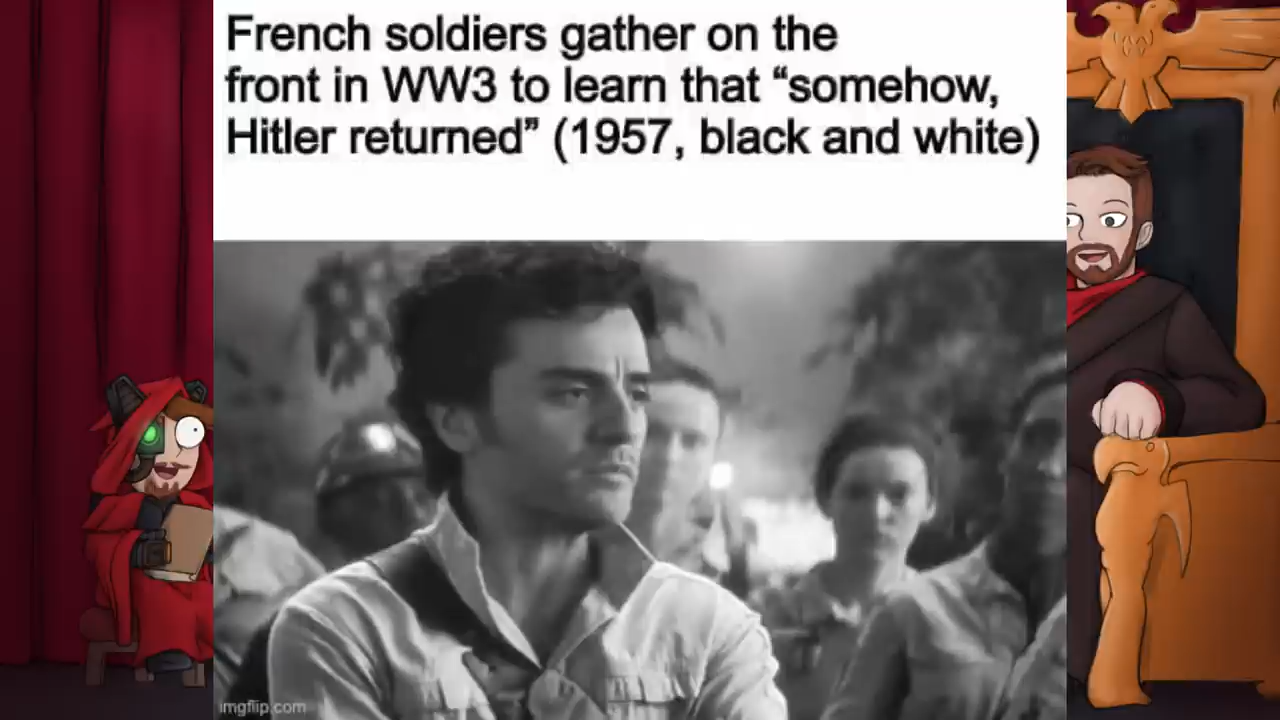 French soldiers gather on the
front in WW3 to learn that “somehow,
Hitler returned” (1957, black and white)
imgflip.com